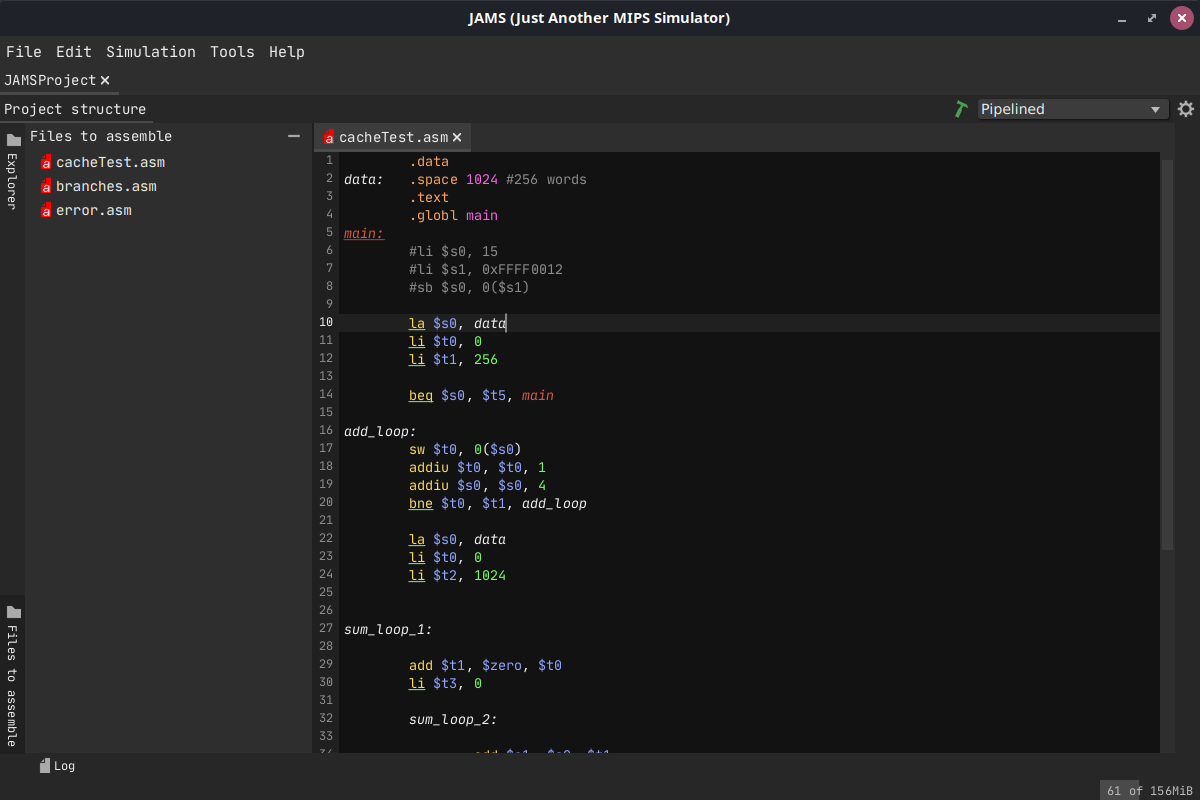 JAMS (Just Another MIPS Simulator)
File Edit Simulation Tools Help
JAMSProject
Project structure
Pipelined
Explorer
Files to assemble
Files to assemble
cacheTest.asm
branches.asm
error.asm
cacheTest.asm
1 .data
2 data: .space 1024 #256 words
3 .text
4 .globl main
5 main:
6 #li $s0, 15
7 #li $s1, 0xFFFF0012
8 #sb $s0, 0($s1)
9
10 la $s0, data
11 li $t0, 0
12 li $t1, 256
13
14 beq $s0, $t5, main
15
16 add_loop:
17 sw $t0, 0($s0)
18 addiu $t0, $t0, 1
19 addiu $s0, $s0, 4
20 bne $t0, $t1, add_loop
21
22 la $s0, data
23 li $t0, 0
24 li $t2, 1024
25
26
27 sum_loop_1:
28
29 add $t1, $zero, $t0
30 li $t3, 0
31
32 sum_loop_2:
33
Log
61 of 156MiB